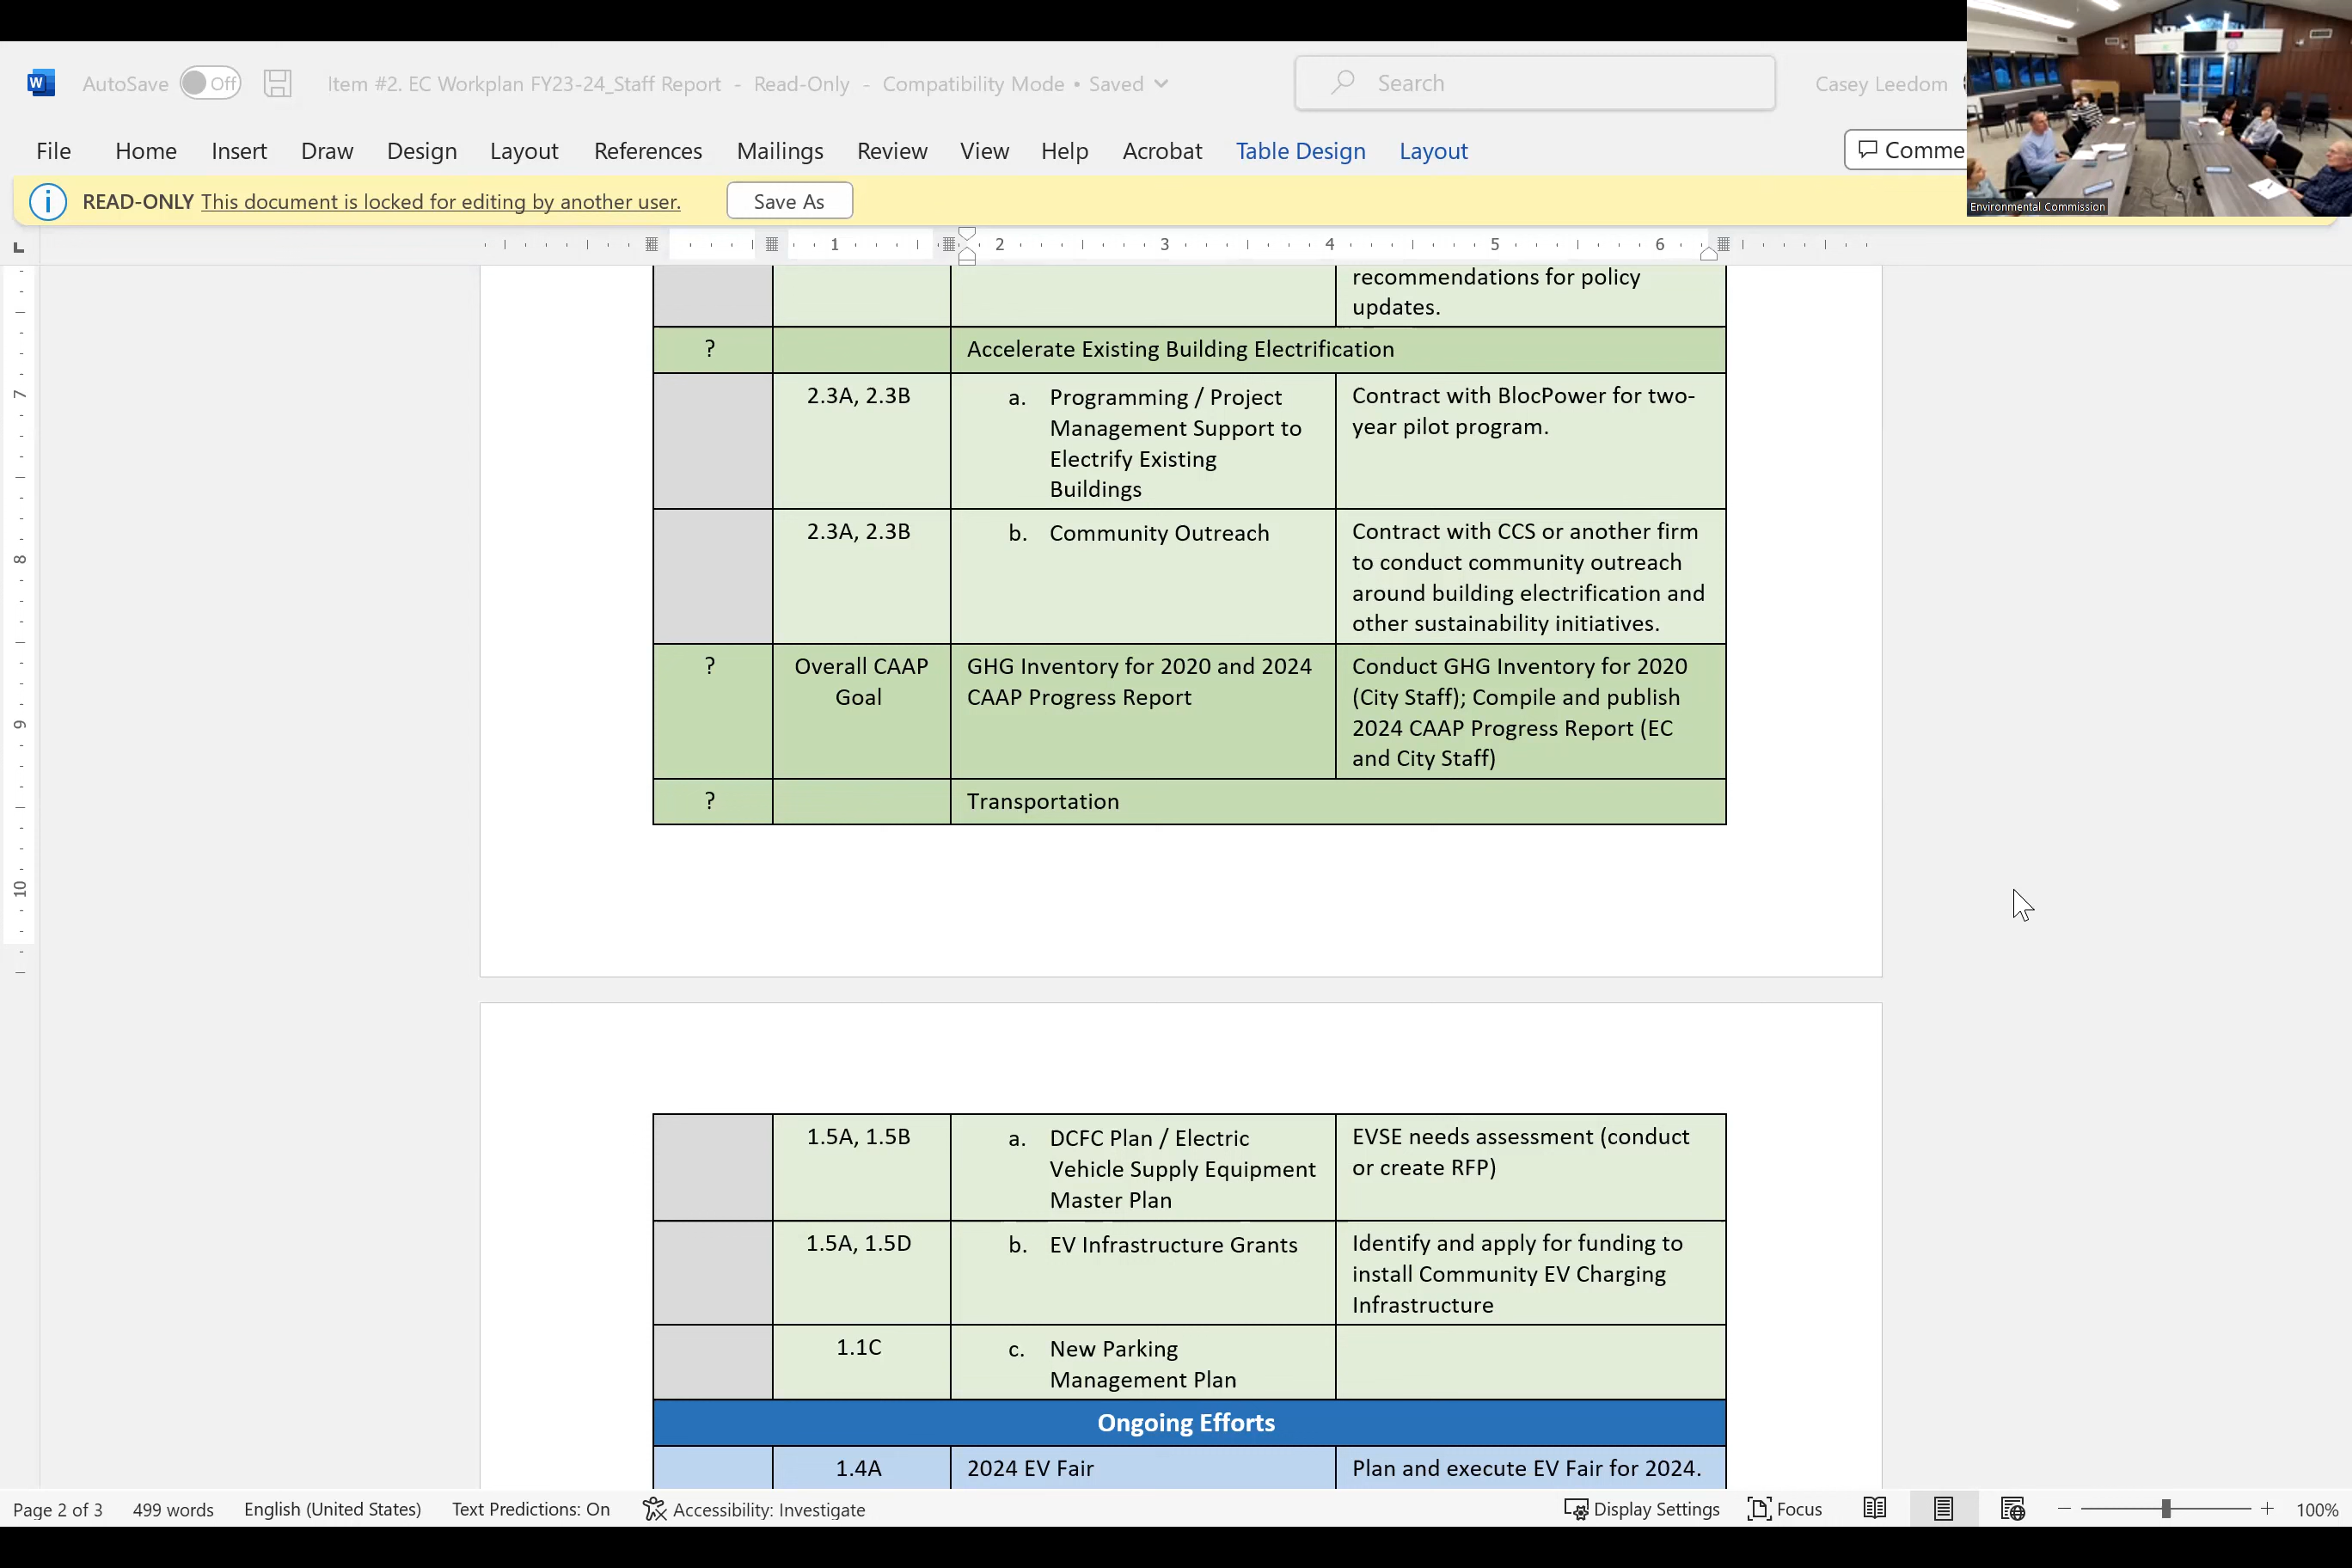 AutoSave Off Item #2. EC Workplan FY23-24_Staff Report - Read-Only - Compatibility Mode • Saved Search Casey Leedom
File Home Insert Draw Design Layout References Mailings Review View Help Acrobat Table Design Layout Comme
Environmental Commission
READ-ONLY This document is locked for editing by another user. Save As
1 2 3 4 5 6
recommendations for policy
updates.
? Accelerate Existing Building Electrification
2.3A, 2.3B
a. Programming / Project
Management Support to
Electrify Existing
Buildings
Contract with BlocPower for two-
year pilot program.
2.3A, 2.3B
b. Community Outreach
Contract with CCS or another firm
to conduct community outreach
around building electrification and
other sustainability initiatives.
?
Overall CAAP
Goal
GHG Inventory for 2020 and 2024
CAAP Progress Report
Conduct GHG Inventory for 2020
(City Staff); Compile and publish
2024 CAAP Progress Report (EC
and City Staff)
? Transportation
7
8
9
10
1.5A, 1.5B
a. DCFC Plan / Electric
Vehicle Supply Equipment
Master Plan
EVSE needs assessment (conduct
or create RFP)
1.5A, 1.5D
b. EV Infrastructure Grants
Identify and apply for funding to
install Community EV Charging
Infrastructure
1.1C
c. New Parking
Management Plan
Ongoing Efforts
1.4A 2024 EV Fair Plan and execute EV Fair for 2024.
Page 2 of 3 499 words English (United States) Text Predictions: On Accessibility: Investigate Display Settings Focus 100%